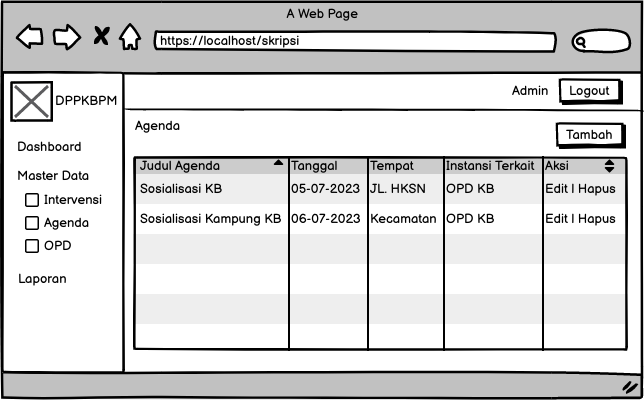 A Web Page
https://localhost/skripsi
DPPKBPM
Admin Logout
Dashboard
Master Data
Intervensi
Agenda
OPD
Laporan
Agenda
Tambah
Judul Agenda Tanggal Tempat Instansi Terkait Aksi
Sosialisasi KB 05-07-2023 JL. HKSN OPD KB Edit | Hapus
Sosialisasi Kampung KB 06-07-2023 Kecamatan OPD KB Edit | Hapus